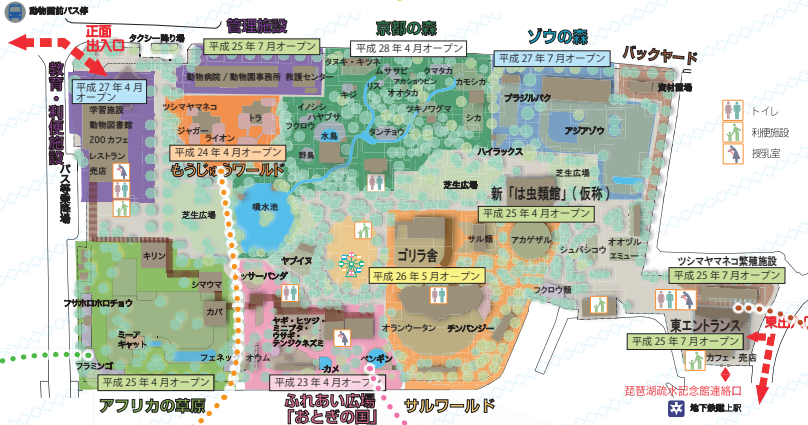 動物園前バス停
タクシー降り場
正面
出入口
管理施設
平成25年7月オープン
京都の森
平成28年4月オープン
ゾウの森
平成27年7月オープン
バックヤード
資材置場
教育・利便施設
平成27年4月
オープン
学習施設
動物図書館
ZOOカフェ
レストラン
売店
動物病院/動物園事務所 救護センター
ツシマヤマネコ
トラ
ジャガー
ライオン
平成24年4月オープン
もうじゅうワールド
タヌキ・キツネ
ムササビ
クマタカ
アカショウビン
カモシカ
リス
オオタカ
キジ
ツキノワグマ
イノシシ
ハヤブサ
フクロウ
シカ
水鳥
タンチョウ
野鳥
ブラジルバク
アジアゾウ
ハイラックス
トイレ
利便施設
授乳室
芝生広場
芝生広場
芝生広場
噴水池
新「は虫類館」(仮称)
平成25年4月オープン
キリン
ヤブイヌ
ゴリラ舎
サル類
アカゲザル
シュバシコウ
オオヅル
エミュー
ツシマヤマネコ繁殖施設
平成25年7月オープン
シマウマ
ッサーパンダ
平成26年5月オープン
フクロウ類
フサホロホロチョウ
カバ
ミーア
キャット
ヤギ・ヒツジ・
ミニブタ・
ウサギ・
テンジクネズミ
オランウータン
チンパンジー
東エントランス
東出入口
平成25年7月オープン
フラミンゴ
フェネッ
オウム
カメ
ペンギン
カフェ・売店
平成25年4月オープン
平成23年4月オープン
琵琶湖疏水記念館連絡口
アフリカの草原
ふれあい広場
「おとぎの国」
サルワールド
地下鉄蹴上駅